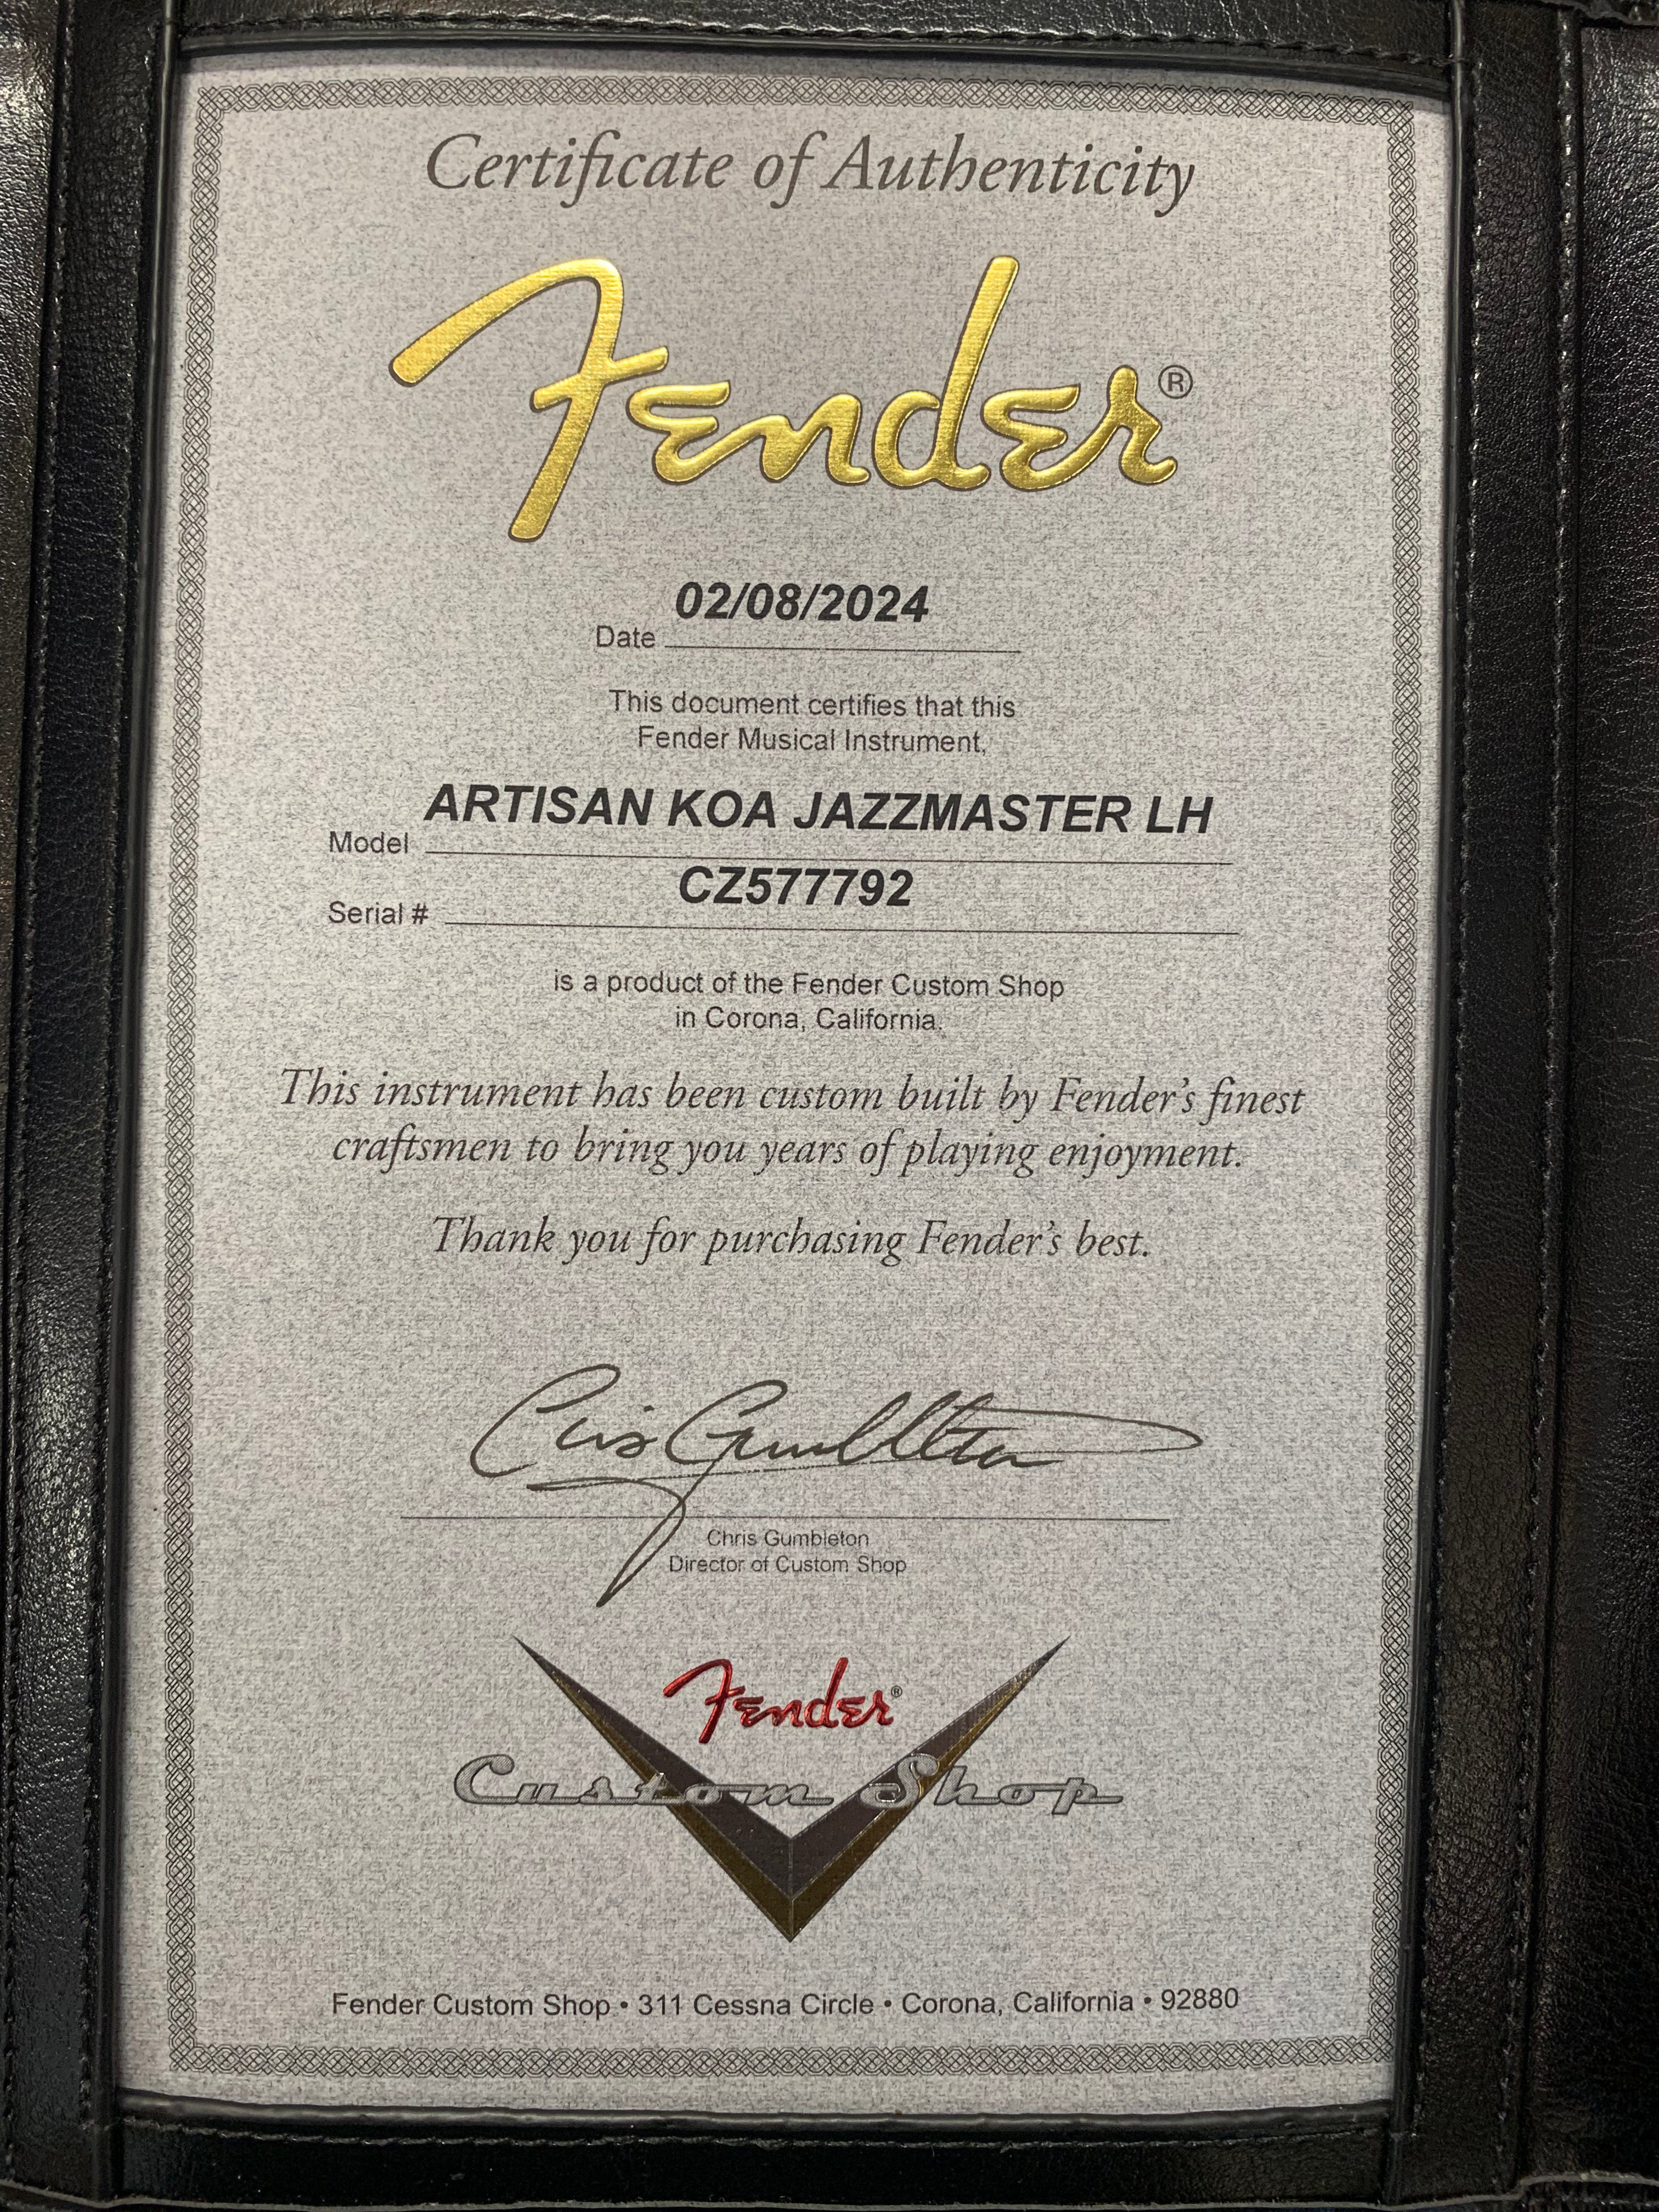 Certificate of Authenticity
Fender®
02/08/2024
Date
This document certifies that this
Fender Musical Instrument,
ARTISAN KOA JAZZMASTER LH
Model
CZ577792
Serial #
is a product of the Fender Custom Shop
in Corona, California.
This instrument has been custom built by Fender's finest
craftsmen to bring you years of playing enjoyment.
Thank you for purchasing Fender's best.
Chris Gumbleton
Chris Gumbleton
Director of Custom Shop
Fender®
Custom Shop
Fender Custom Shop • 311 Cessna Circle • Corona, California • 92880